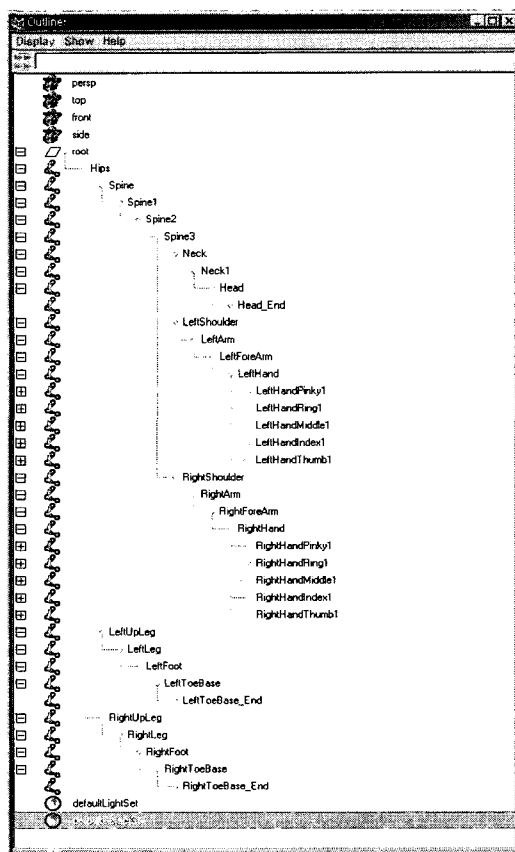 Outliner
Display Show Help
persp
top
front
side
root
Hips
Spine
Spine1
Spine2
Spine3
Neck
Neck1
Head
Head_End
LeftShoulder
LeftArm
LeftForeArm
LeftHand
LeftHandPinky1
LeftHandRing1
LeftHandMiddle1
LeftHandIndex1
LeftHandThumb1
RightShoulder
RightArm
RightForeArm
RightHand
RightHandPinky1
RightHandRing1
RightHandMiddle1
RightHandIndex1
RightHandThumb1
LeftUpLeg
LeftLeg
LeftFoot
LeftToeBase
LeftToeBase_End
RightUpLeg
RightLeg
RightFoot
RightToeBase
RightToeBase_End
defaultLightSet